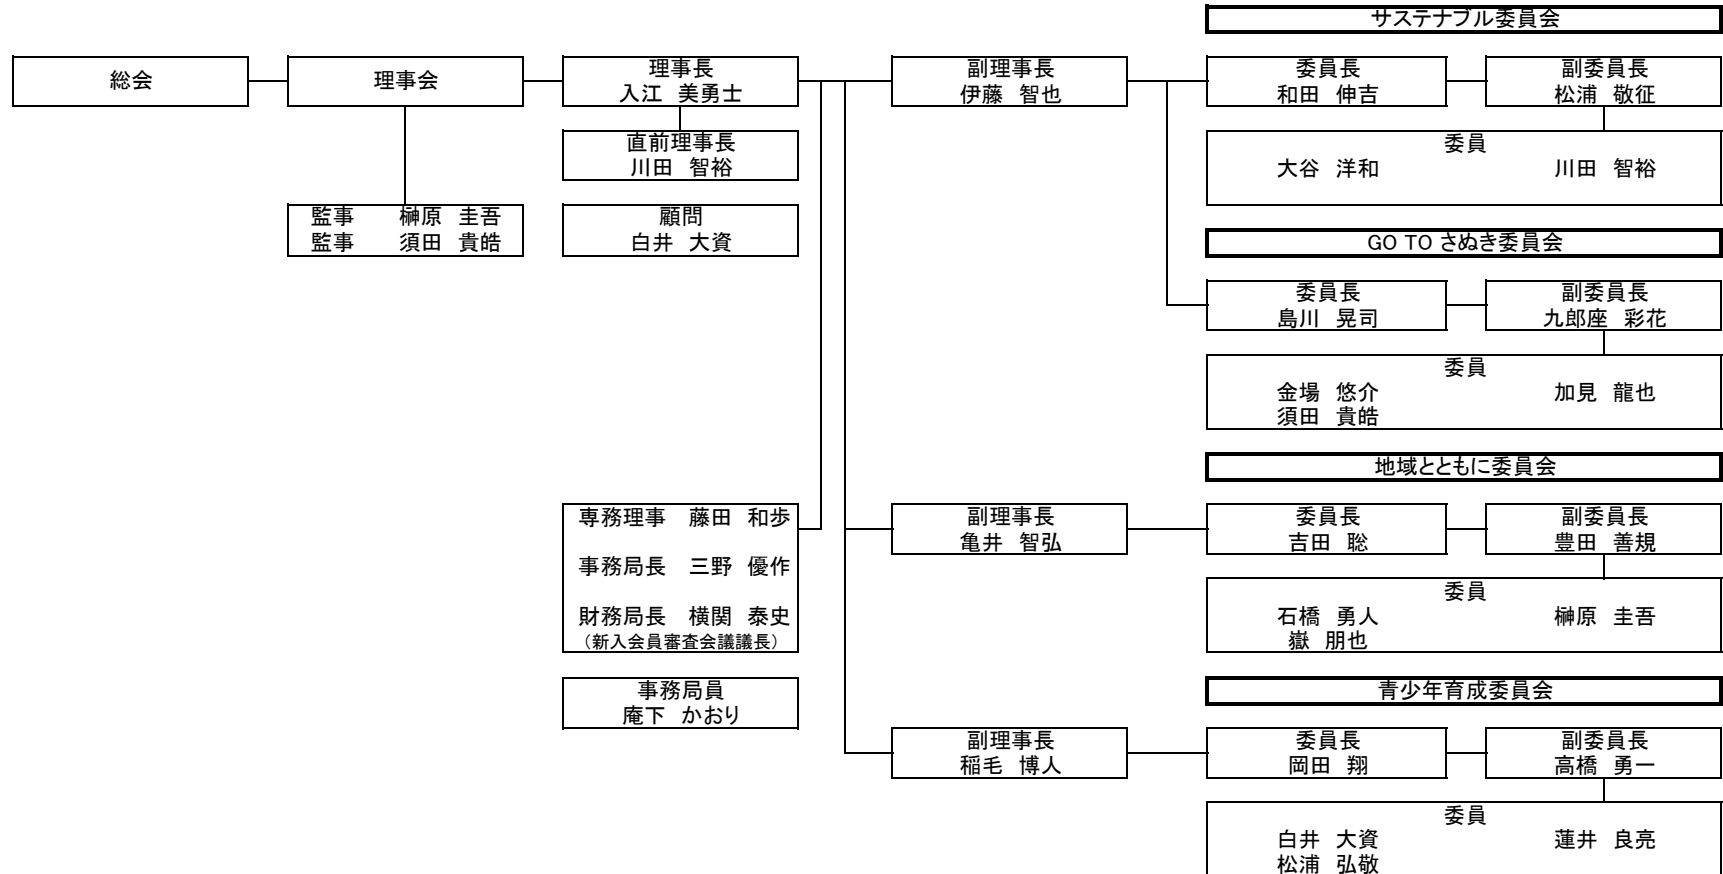 サステナブル委員会
総会
理事会
理事長
入江 美勇士
副理事長
伊藤 智也
委員長
和田 伸吉
副委員長
松浦 敬征
直前理事長
川田 智裕
委員
大谷 洋和 川田 智裕
監事 榊原 圭吾
監事 須田 貴皓
顧問
白井 大資
GO TO さぬき委員会
委員長
島川 晃司
副委員長
九郎座 彩花
委員
金場 悠介 加見 龍也
須田 貴皓
地域とともに委員会
専務理事 藤田 和歩
事務局長 三野 優作
財務局長 横関 泰史
（新入会員審査会議議長）
副理事長
亀井 智弘
委員長
吉田 聡
副委員長
豊田 善規
委員
石橋 勇人 榊原 圭吾
嶽 朋也
事務局員
庵下 かおり
青少年育成委員会
副理事長
稲毛 博人
委員長
岡田 翔
副委員長
高橋 勇一
委員
白井 大資 蓮井 良亮
松浦 弘敬